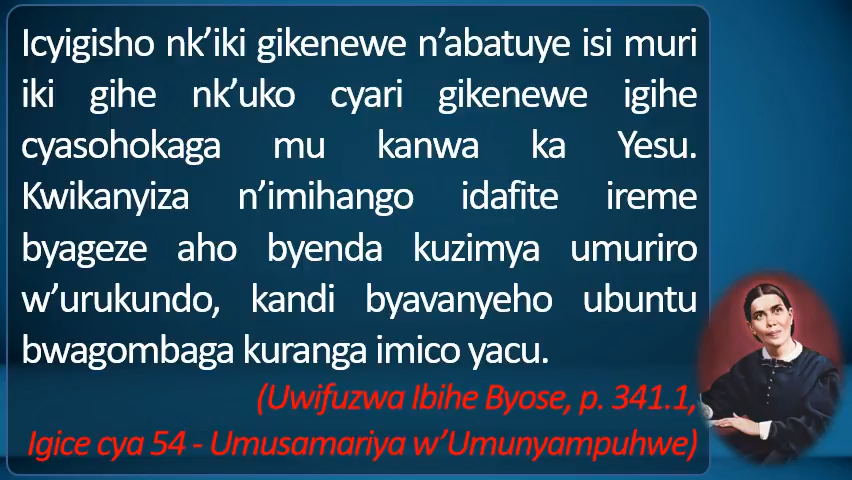 Icyigisho nk’iki gikenewe n’abatuye isi muri
iki gihe nk’uko cyari gikenewe igihe
cyasohokaga mu kanwa ka Yesu.
Kwikanyiza n’imihango idafite ireme
byageze aho byenda kuzimya umuriro
w’urukundo, kandi byavanyeho ubuntu
bwagombaga kuranga imico yacu.
(Uwifuzwa Ibihe Byose, p. 341.1,
Igice cya 54 - Umusamariya w’Umunyampuhwe)